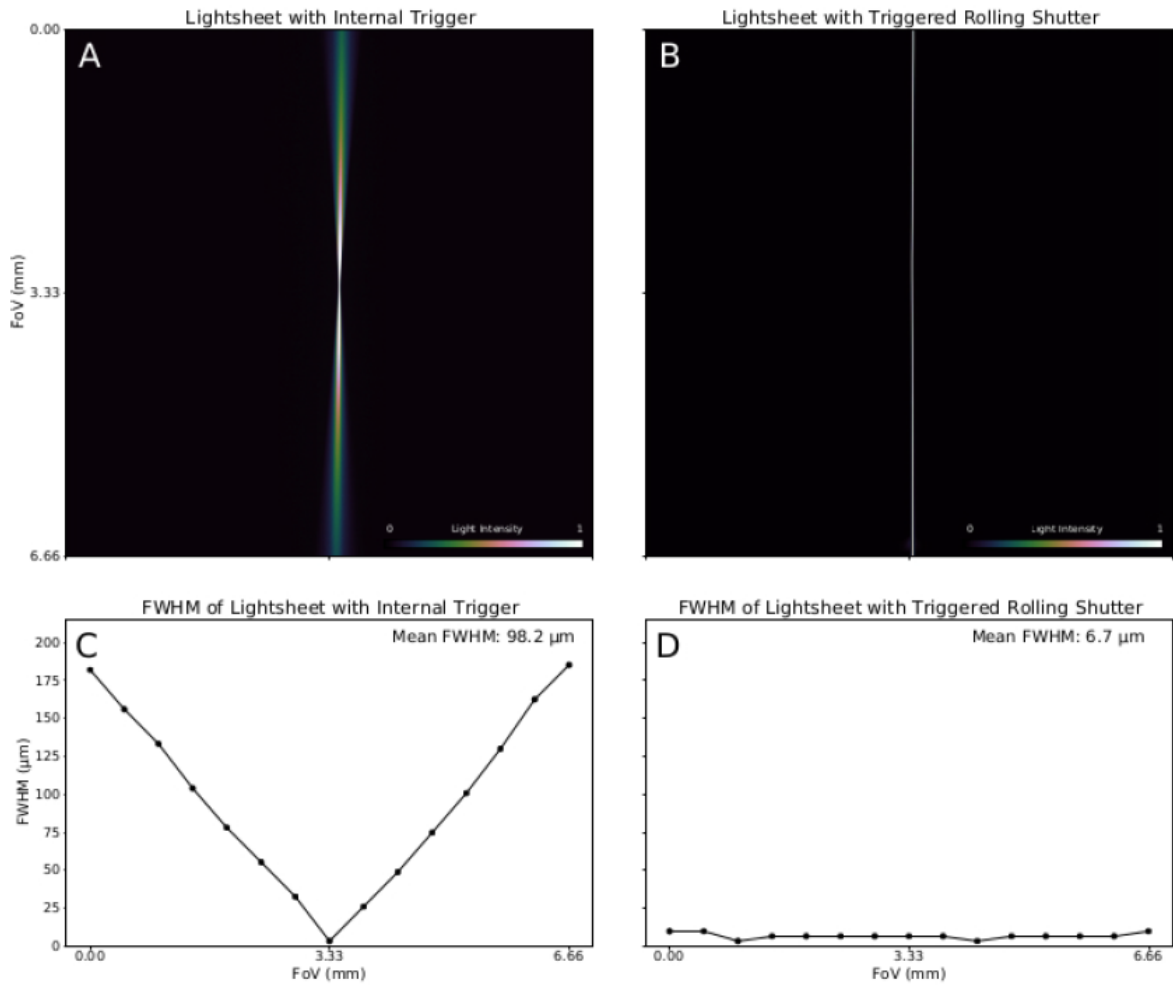 Lightsheet with Internal Trigger
A
0.00
3.33
6.66
FoV (mm)
0 Light Intensity 1
Lightsheet with Triggered Rolling Shutter
B
0 Light Intensity 1
FWHM of Lightsheet with Internal Trigger
C
Mean FWHM: 98.2 µm
200
175
150
125
100
75
50
25
0
FWHM (µm)
0.00 3.33 6.66
FoV (mm)
FWHM of Lightsheet with Triggered Rolling Shutter
D
Mean FWHM: 6.7 µm
0.00 3.33 6.66
FoV (mm)